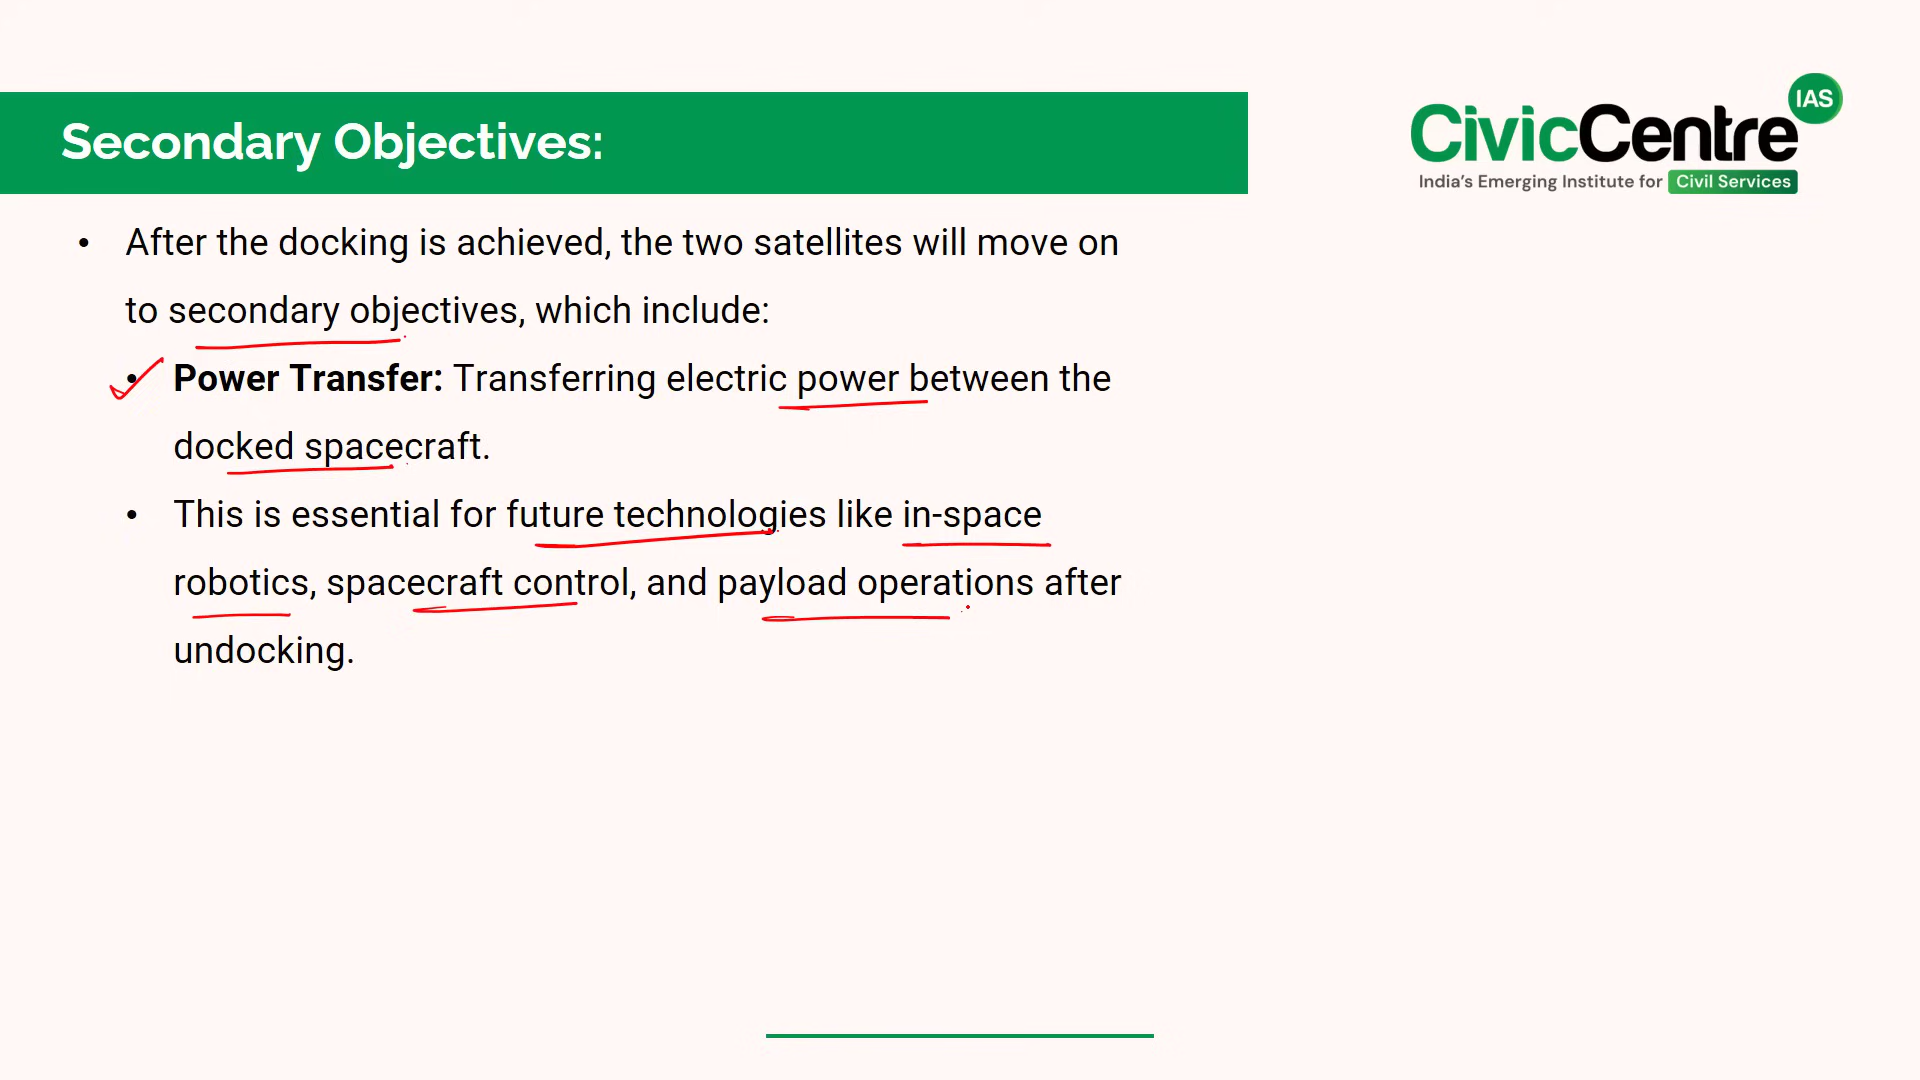 Secondary Objectives:
CivicCentre IAS
India's Emerging Institute for Civil Services
• After the docking is achieved, the two satellites will move on
to secondary objectives, which include:
• Power Transfer: Transferring electric power between the
docked spacecraft.
• This is essential for future technologies like in-space
robotics, spacecraft control, and payload operations after
undocking.